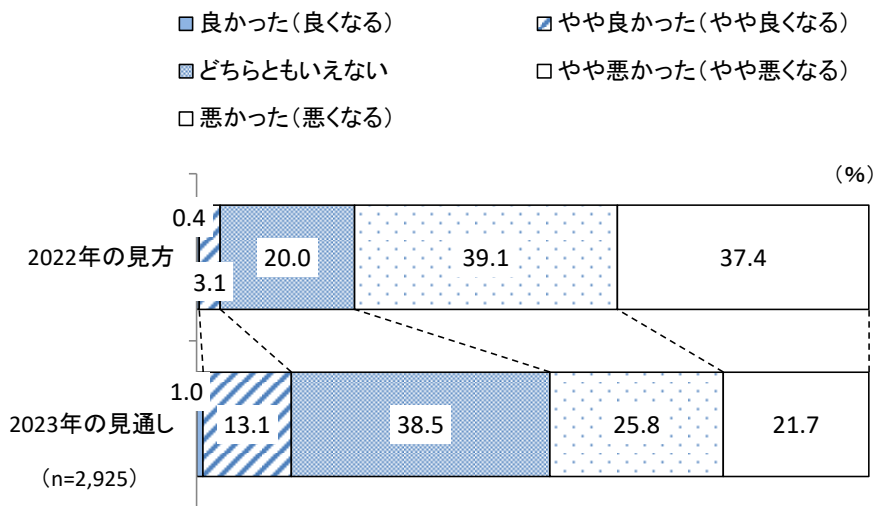 良かった(良くなる) やや良かった(やや良くなる)
どちらともいえない やや悪かった(やや悪くなる)
悪かった(悪くなる)
(%)
2022年の見方 0.4 3.1 20.0 39.1 37.4
2023年の見通し 1.0 13.1 38.5 25.8 21.7
(n=2,925)